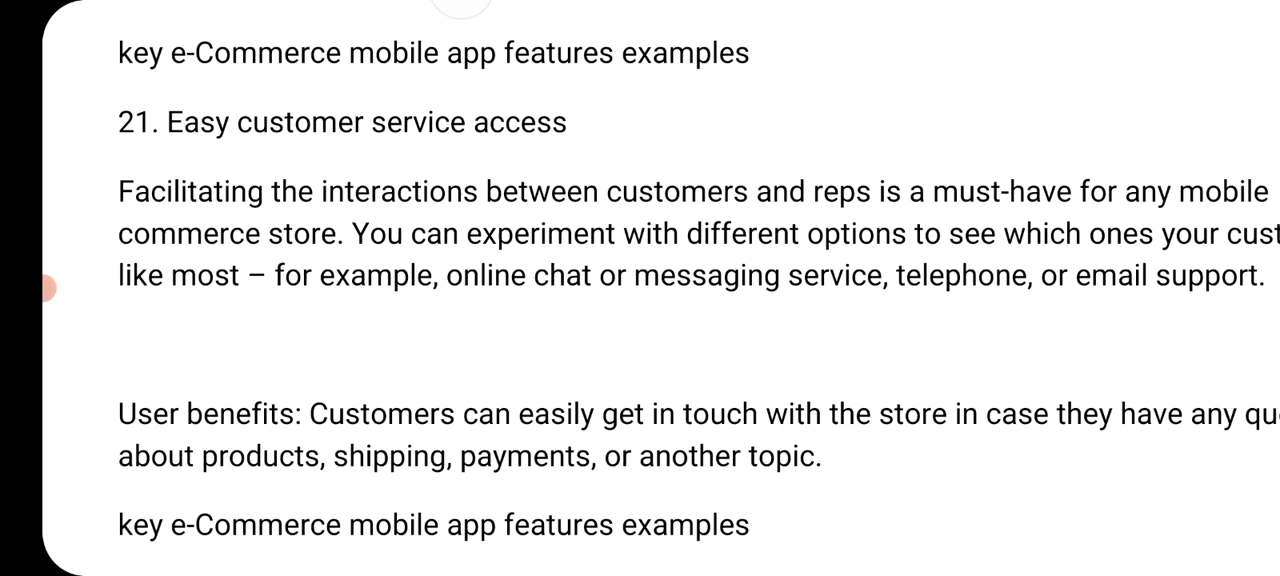 key e-Commerce mobile app features examples
21. Easy customer service access
Facilitating the interactions between customers and reps is a must-have for any mobile
commerce store. You can experiment with different options to see which ones your
like most – for example, online chat or messaging service, telephone, or email support.
User benefits: Customers can easily get in touch with the store in case they have any
about products, shipping, payments, or another topic.
key e-Commerce mobile app features examples